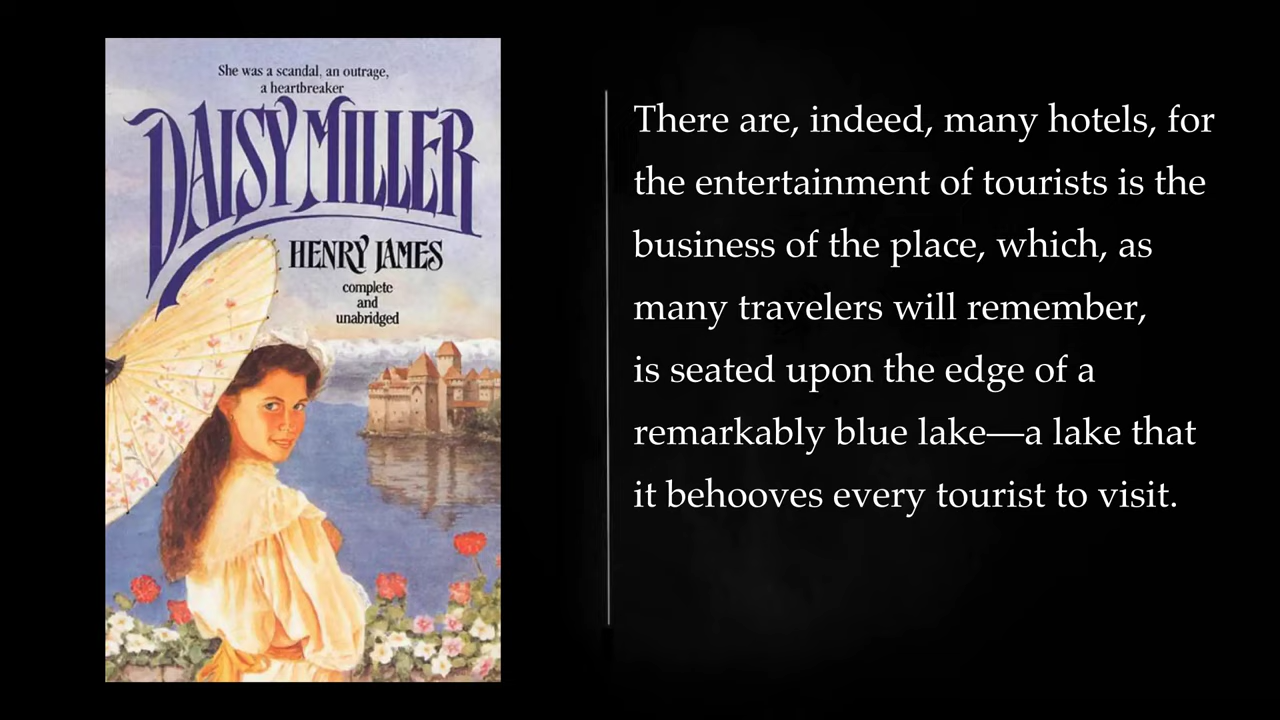 She was a scandal, an outrage,
a heartbreaker
DAISY MILLER
HENRY JAMES
complete
and
unabridged
There are, indeed, many hotels, for
the entertainment of tourists is the
business of the place, which, as
many travelers will remember,
is seated upon the edge of a
remarkably blue lake—a lake that
it behooves every tourist to visit.